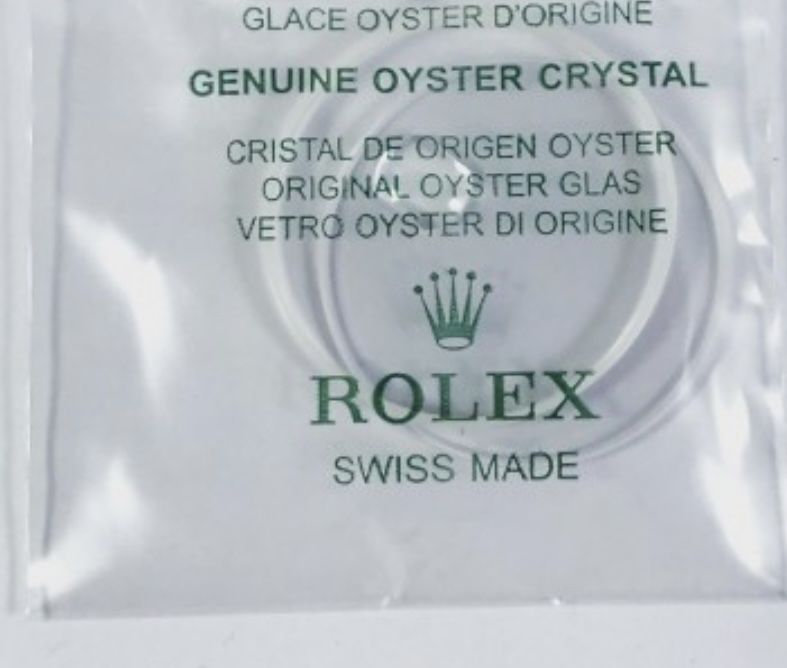 GLACE OYSTER D'ORIGINE
GENUINE OYSTER CRYSTAL
CRISTAL DE ORIGEN OYSTER
ORIGINAL OYSTER GLAS
VETRO OYSTER DI ORIGINE
ROLEX
SWISS MADE